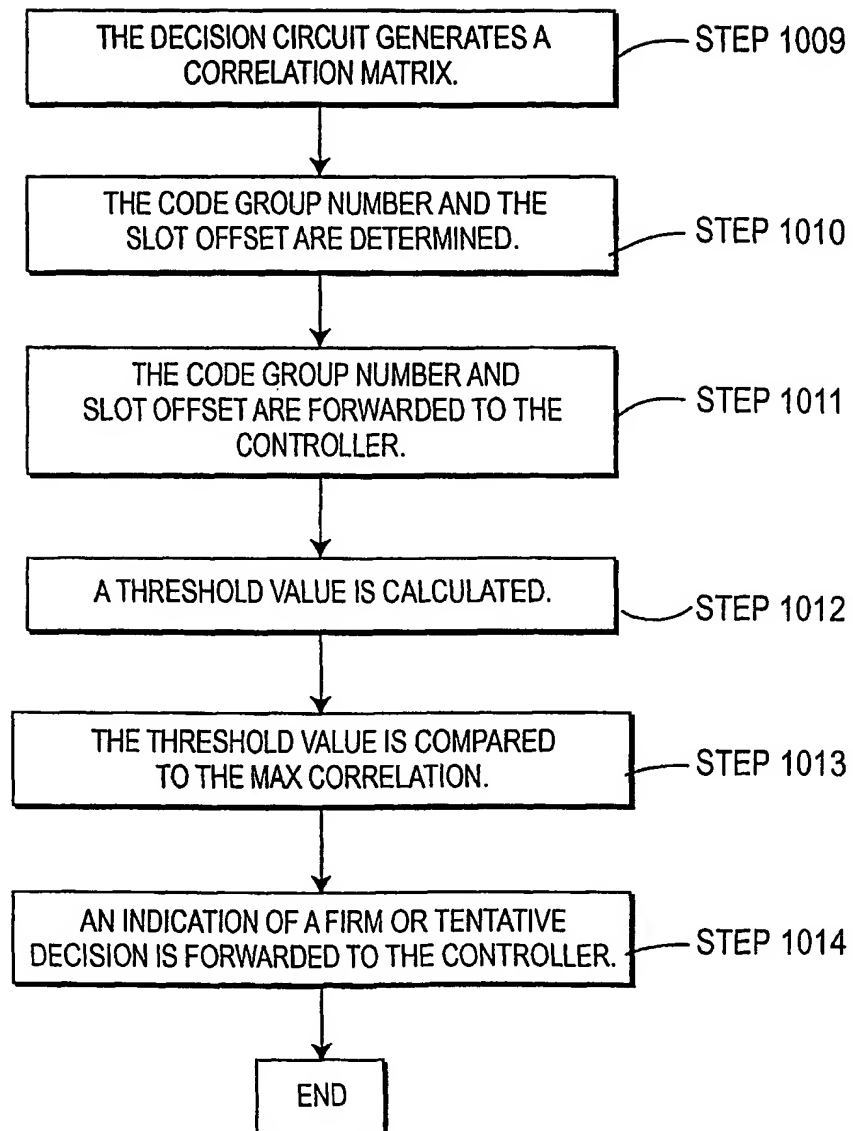 THE DECISION CIRCUIT GENERATES A
CORRELATION MATRIX.
STEP 1009
THE CODE GROUP NUMBER AND THE
SLOT OFFSET ARE DETERMINED.
STEP 1010
THE CODE GROUP NUMBER AND
SLOT OFFSET ARE FORWARDED TO THE
CONTROLLER.
STEP 1011
A THRESHOLD VALUE IS CALCULATED.
STEP 1012
THE THRESHOLD VALUE IS COMPARED
TO THE MAX CORRELATION.
STEP 1013
AN INDICATION OF A FIRM OR TENTATIVE
DECISION IS FORWARDED TO THE CONTROLLER.
STEP 1014
END